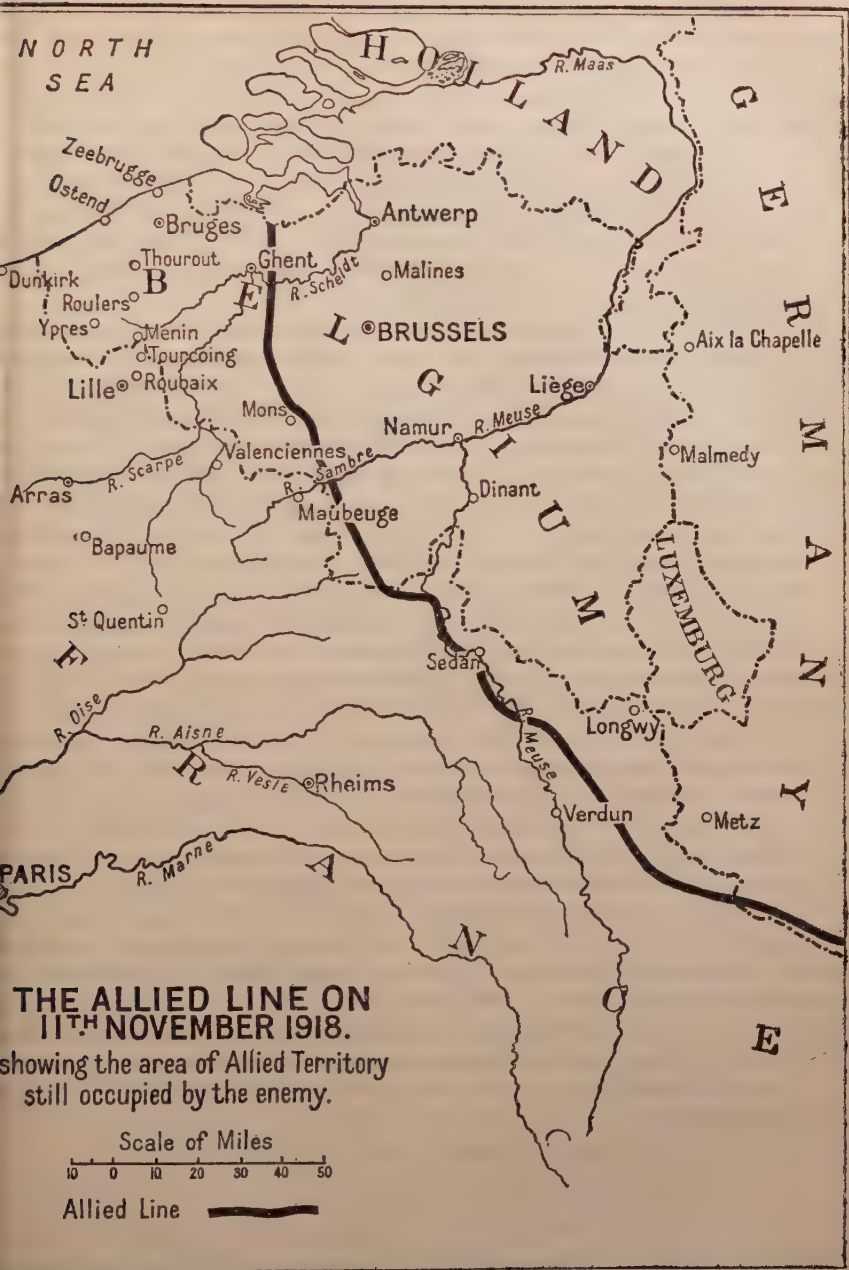 NORTH
SEA
HOLLAND
R. Maas
GERMANY
Zeebrugge
Ostend
Bruges
Antwerp
Dunkirk
Thourout
Ghent
R. Scheldt
Malines
BELGIUM
Roulers
Ypres
Menin
BRUSSELS
Aix la Chapelle
Tourcoing
Lille
Roubaix
Liège
Mons
Namur
R. Meuse
Valenciennes
Malmedy
Arras
R. Scarpe
R. Sambre
Dinant
Maubeuge
Bapaume
LUXEMBURG
St. Quentin
FRANCE
Sedan
R. Oise
R. Aisne
Longwy
R. Meuse
R. Vesle
Rheims
Verdun
Metz
PARIS
R. Marne
THE ALLIED LINE ON
11TH NOVEMBER 1918.
showing the area of Allied Territory
still occupied by the enemy.
Scale of Miles
10 0 10 20 30 40 50
Allied Line